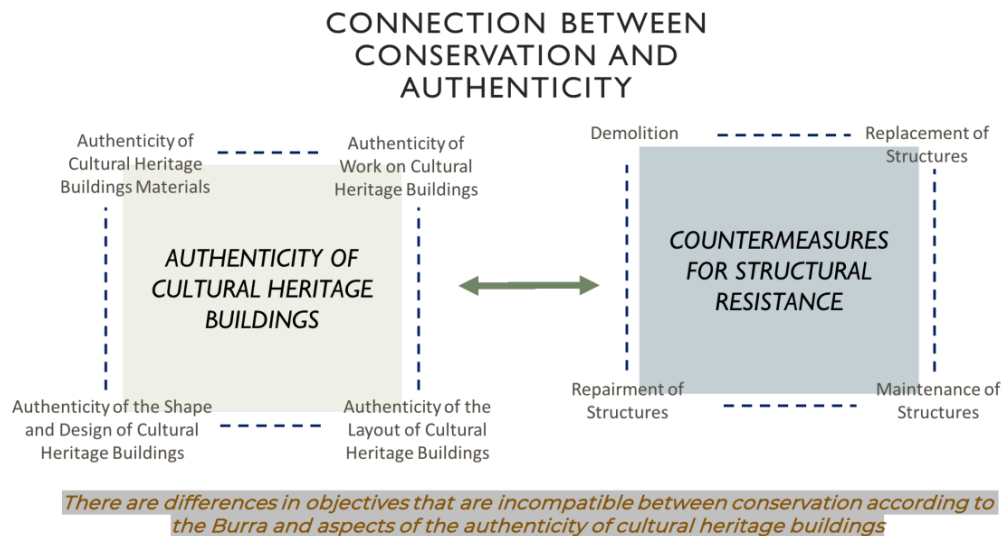 CONNECTION BETWEEN
CONSERVATION AND
AUTHENTICITY
Authenticity of
Cultural Heritage
Buildings Materials
Authenticity of
Work on Cultural
Heritage Buildings
AUTHENTICITY OF
CULTURAL HERITAGE
BUILDINGS
Authenticity of the Shape
and Design of Cultural
Heritage Buildings
Authenticity of the
Layout of Cultural
Heritage Buildings
Demolition
Replacement of
Structures
COUNTERMEASURES
FOR STRUCTURAL
RESISTANCE
Repairment of
Structures
Maintenance of
Structures
There are differences in objectives that are incompatible between conservation according to
the Burra and aspects of the authenticity of cultural heritage buildings